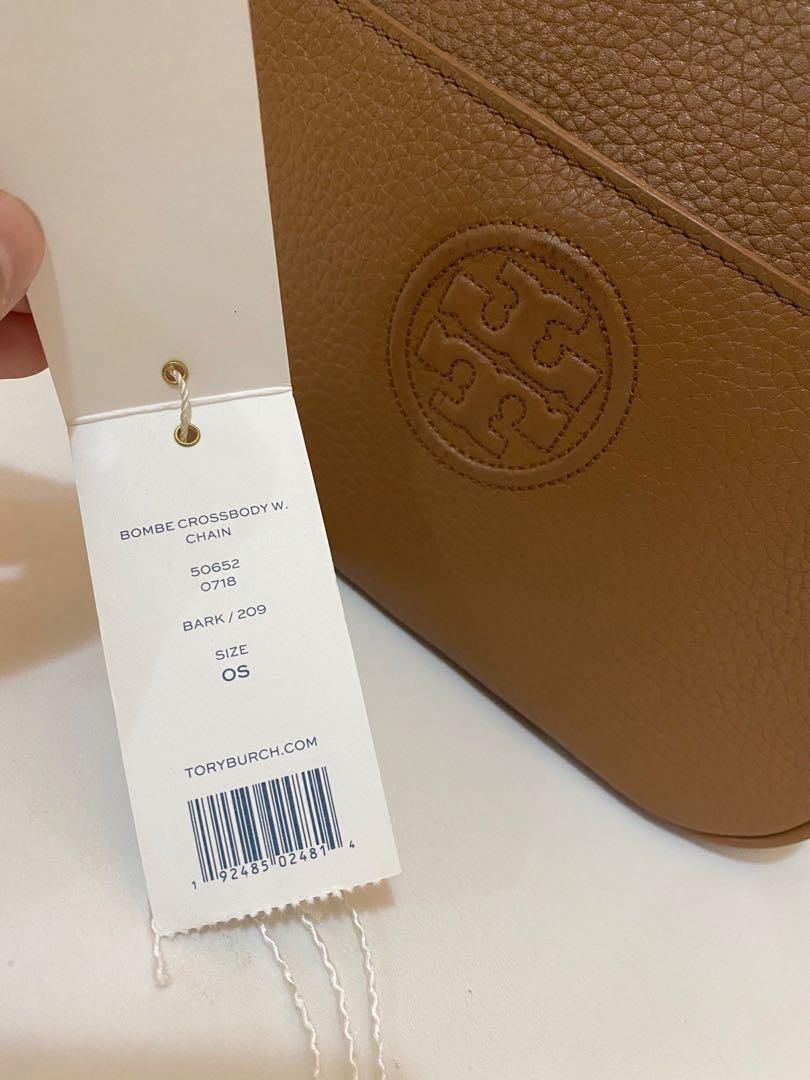 BOMBE CROSSBODY W.
CHAIN
50652
0718
BARK / 209
SIZE
OS
TORYBURCH.COM
1 92485 02481 4